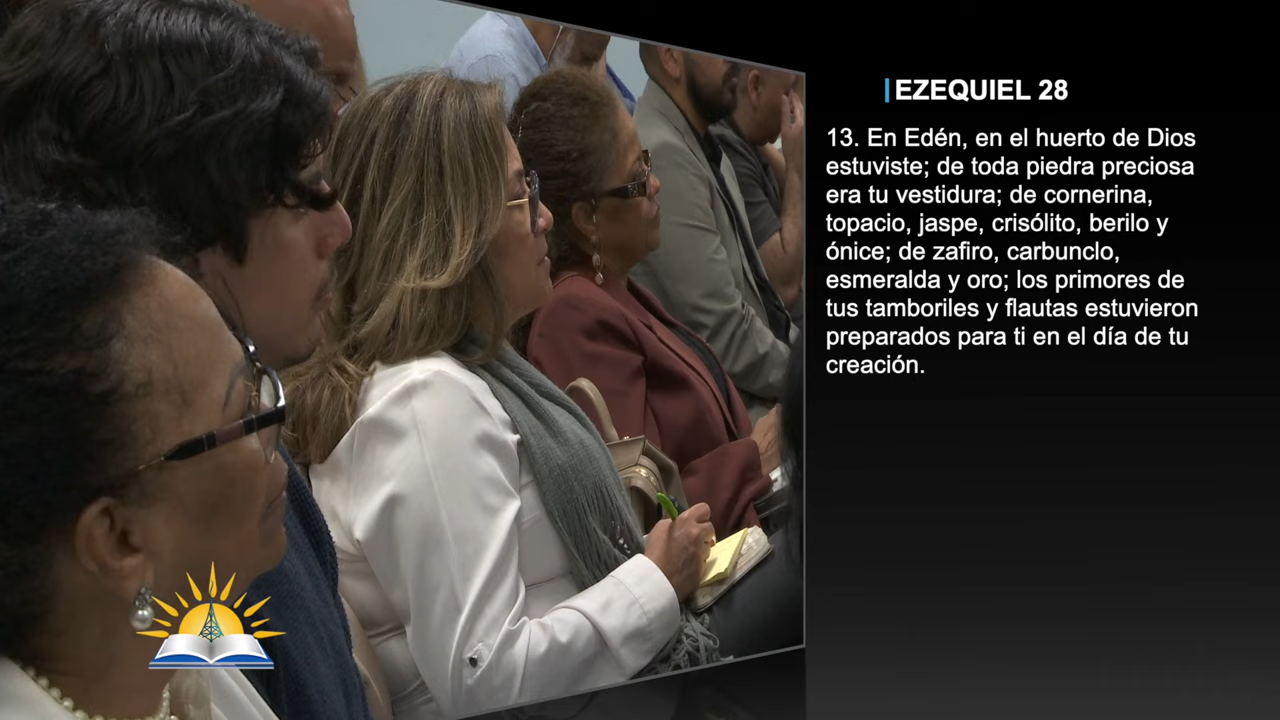 EZEQUIEL 28
13. En Edén, en el huerto de Dios
estuviste; de toda piedra preciosa
era tu vestidura; de cornerina,
topacio, jaspe, crisólito, berilo y
ónice; de zafiro, carbunclo,
esmeralda y oro; los primores de
tus tamboriles y flautas estuvieron
preparados para ti en el día de tu
creación.